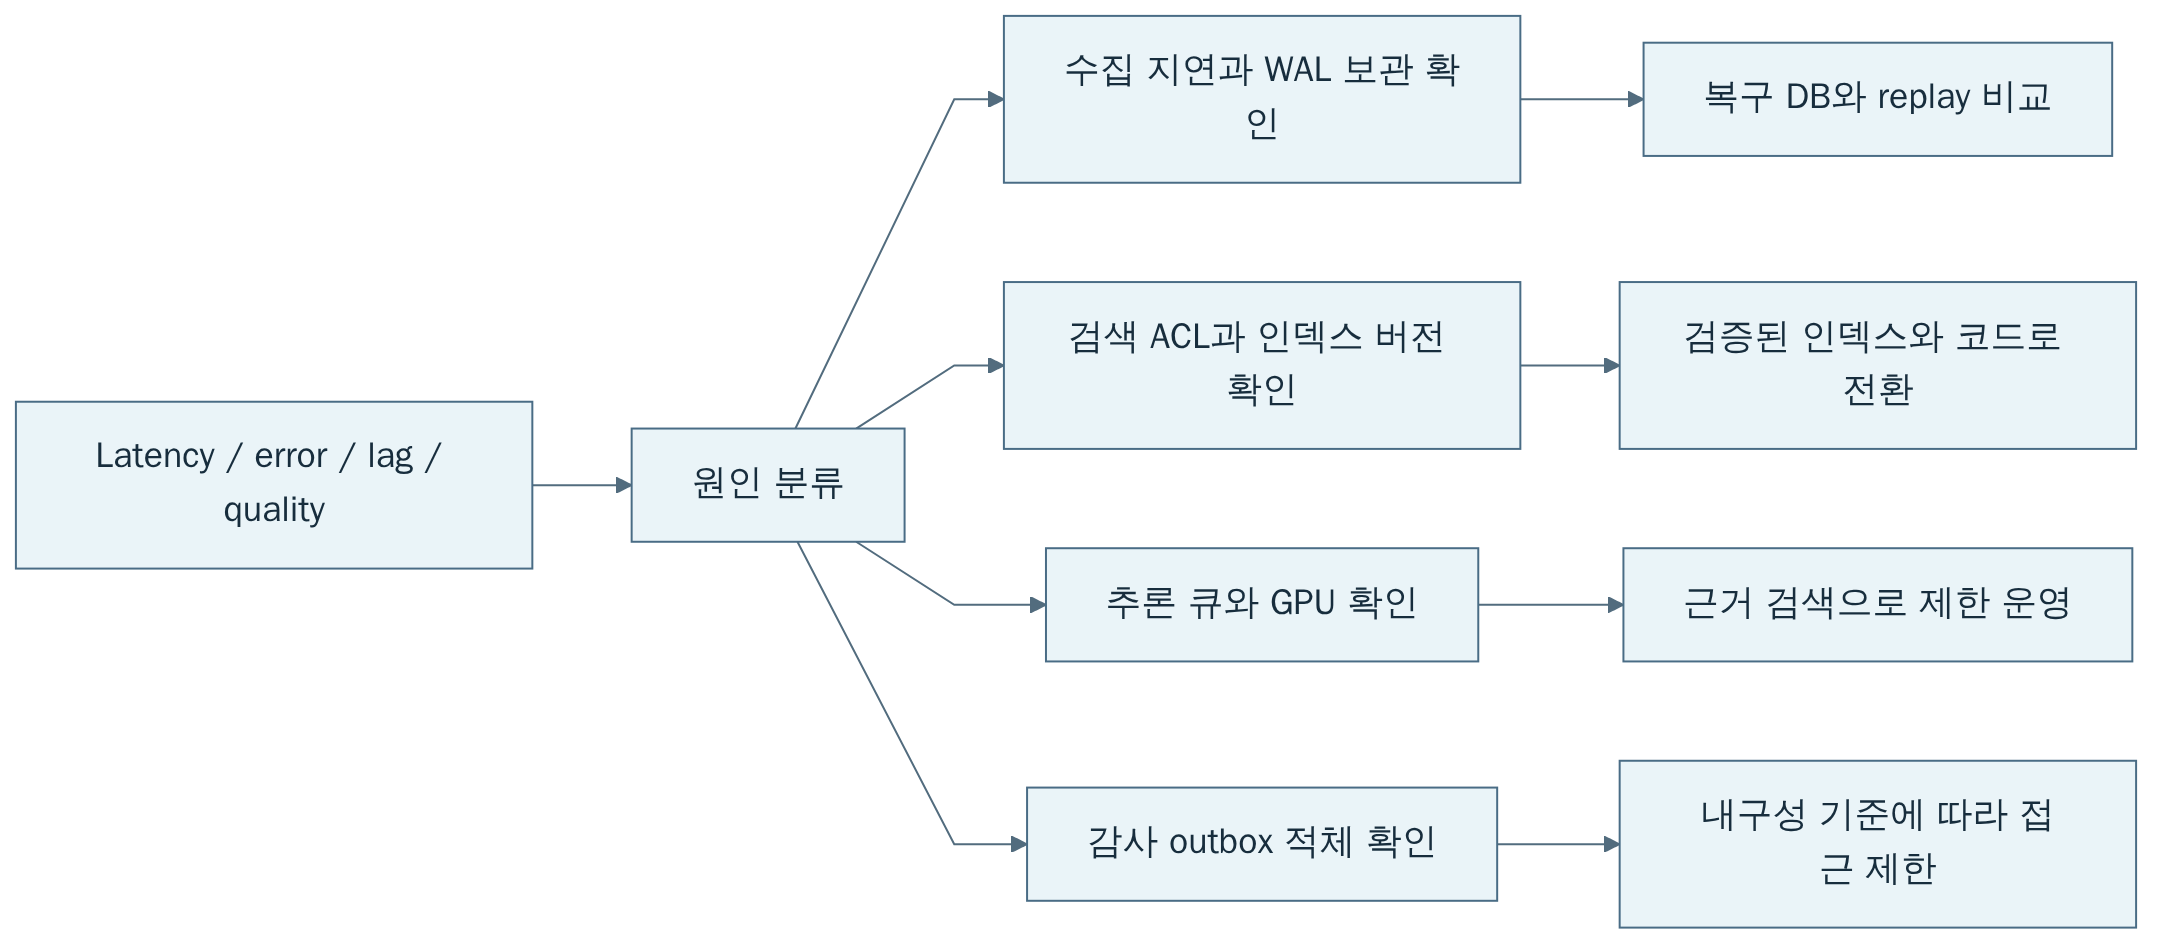 Latency / error / lag /
quality
원인 분류
수집 지연과 WAL 보관 확
인
복구 DB와 replay 비교
검색 ACL과 인덱스 버전
확인
검증된 인덱스와 코드로
전환
추론 큐와 GPU 확인
근거 검색으로 제한 운영
감사 outbox 적체 확인
내구성 기준에 따라 접
근 제한